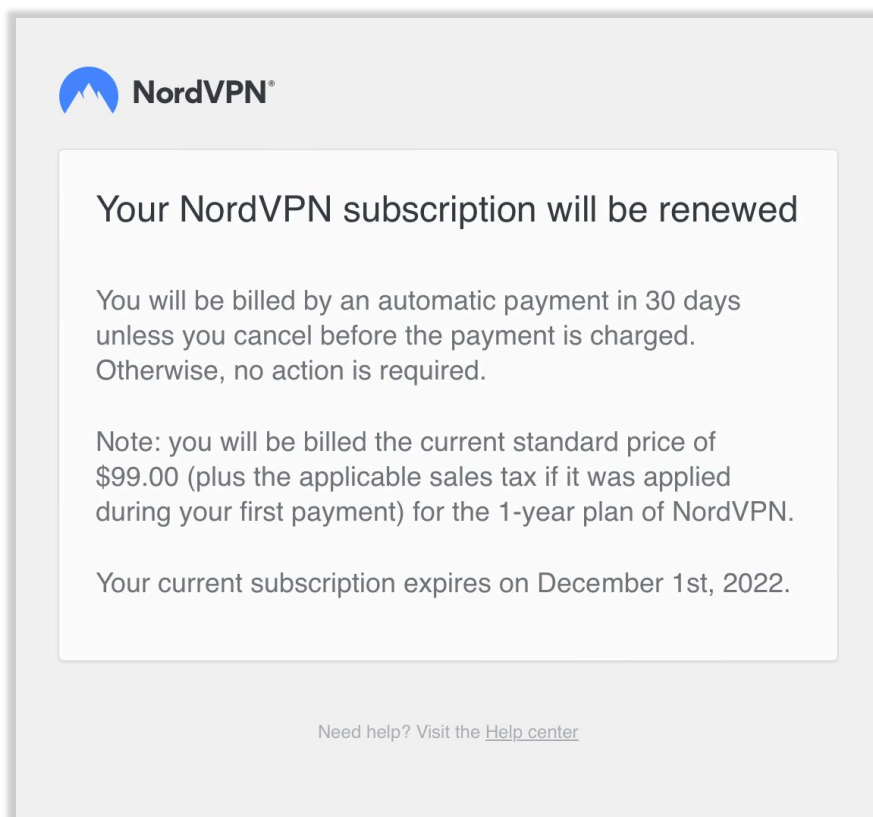 NordVPN®
Your NordVPN subscription will be renewed
You will be billed by an automatic payment in 30 days
unless you cancel before the payment is charged.
Otherwise, no action is required.
Note: you will be billed the current standard price of
$99.00 (plus the applicable sales tax if it was applied
during your first payment) for the 1-year plan of NordVPN.
Your current subscription expires on December 1st, 2022.
Need help? Visit the Help center